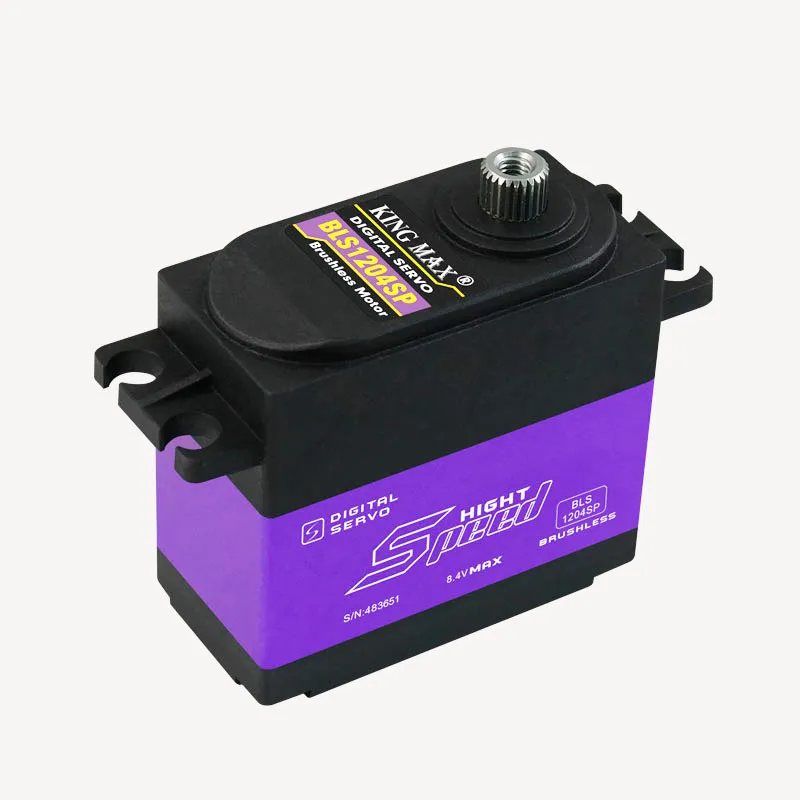 KING MAX ®
DIGITAL SERVO
BLS1204SP
Brushless Motor
DIGITAL
SERVO
HIGHT
Speed
BLS
1204SP
BRUSHLESS
8.4V MAX
S/N:483651